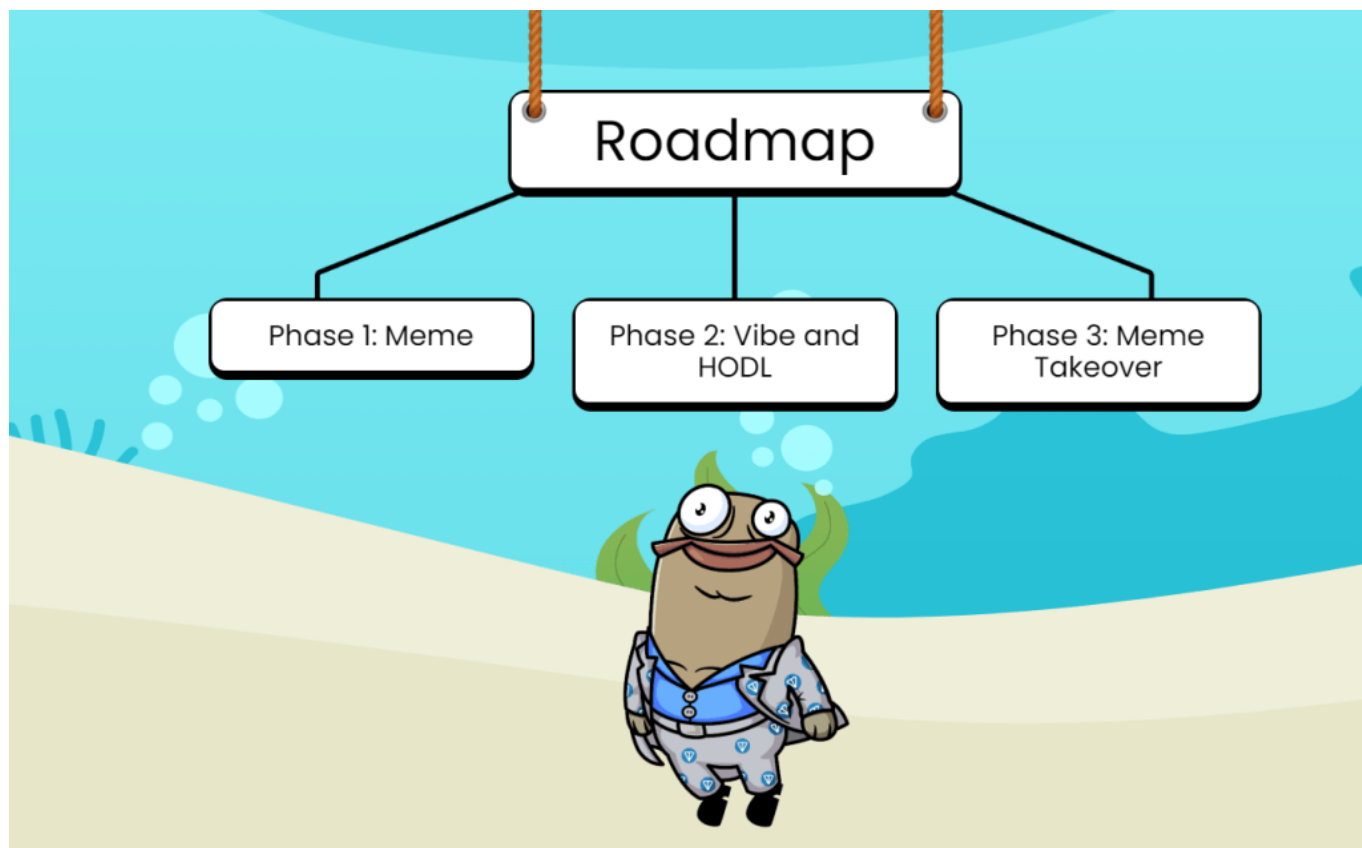 Roadmap
Phase 1: Meme
Phase 2: Vibe and
HODL
Phase 3: Meme
Takeover